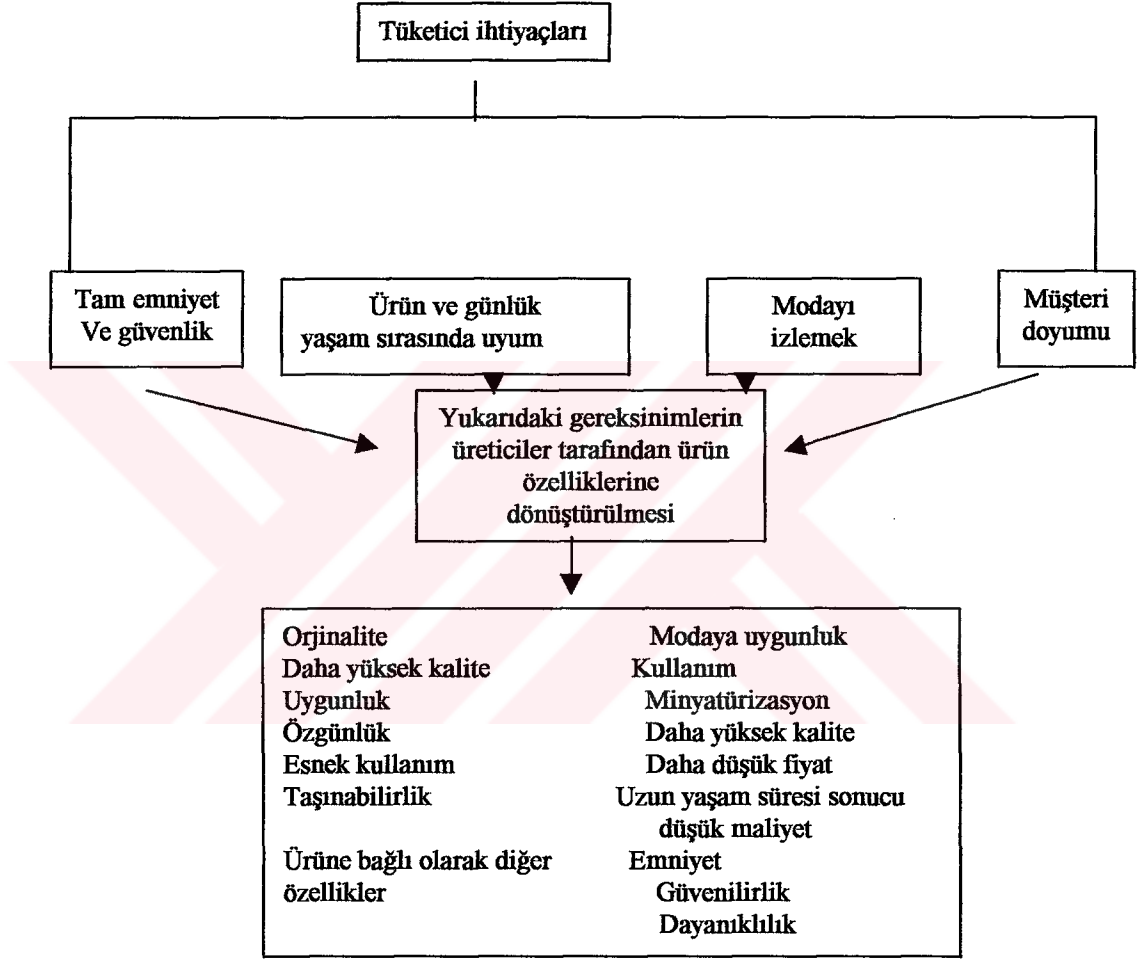 Tüketici ihtiyaçları
Tam emniyet
Ve güvenlik
Ürün ve günlük
yaşam sırasında uyum
Modayı
izlemek
Müşteri
doyumu
Yukarıdaki gereksinimlerin
üreticiler tarafından ürün
özelliklerine
dönüştürülmesi
Orjinalite
Daha yüksek kalite
Uygunluk
Özgünlük
Esnek kullanım
Taşınabilirlik
Ürüne bağlı olarak diğer
özellikler
Modaya uygunluk
Kullanım
Minyatürizasyon
Daha yüksek kalite
Daha düşük fiyat
Uzun yaşam süresi sonucu
düşük maliyet
Emniyet
Güvenilirlik
Dayanıklılık